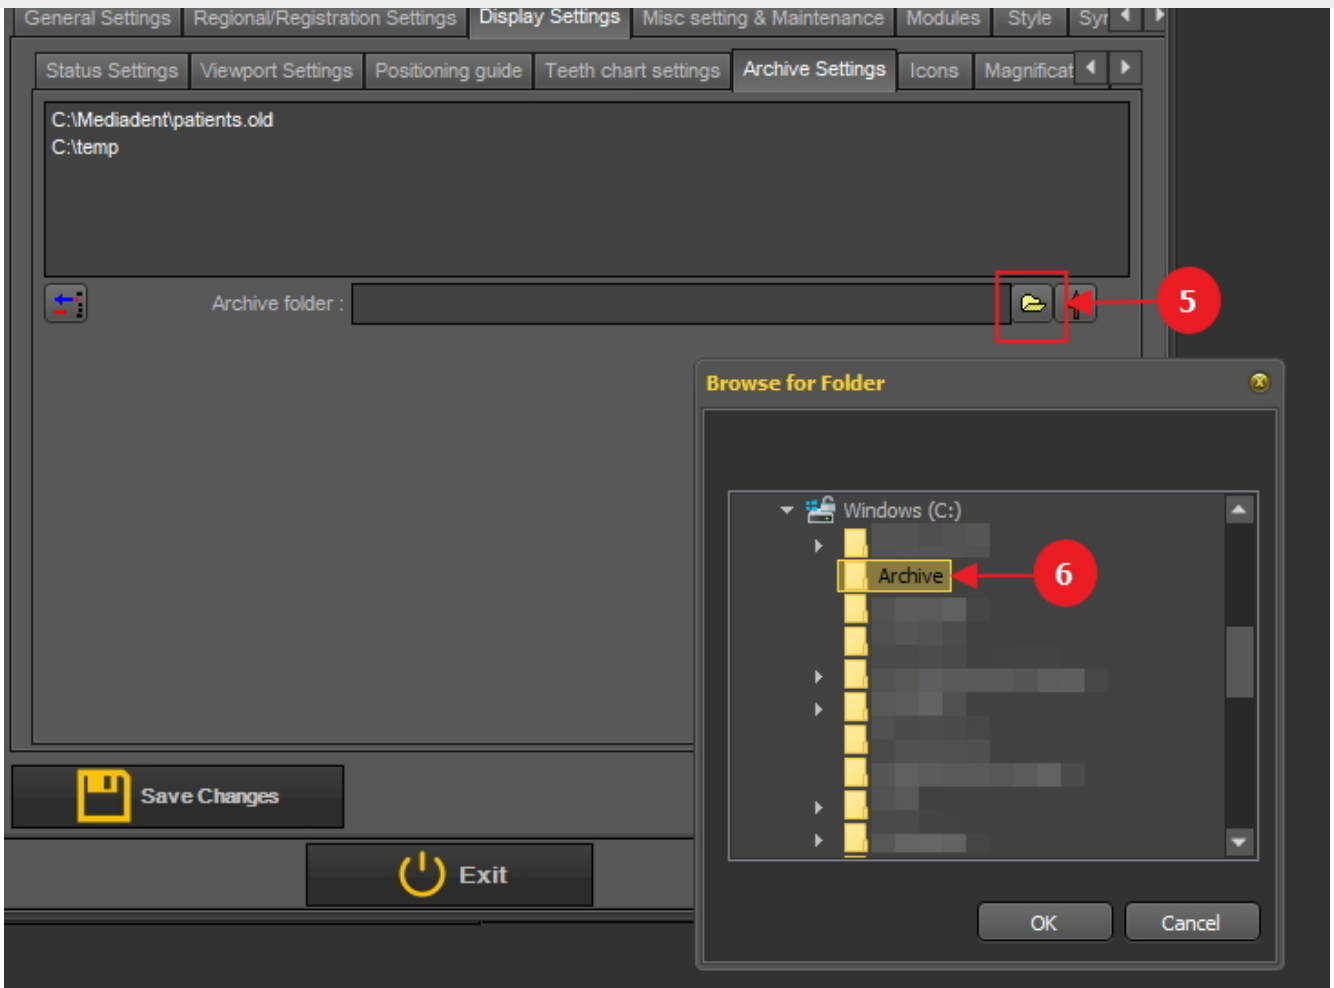 General Settings Regional/Registration Settings Display Settings Misc setting & Maintenance Modules Style Syr
Status Settings Viewport Settings Positioning guide Teeth chart settings Archive Settings Icons Magnificat
C:\Mediadent\patients.old
C:\temp
Archive folder :
5
Browse for Folder
Windows (C:)
Archive
6
Save Changes
Exit
OK Cancel